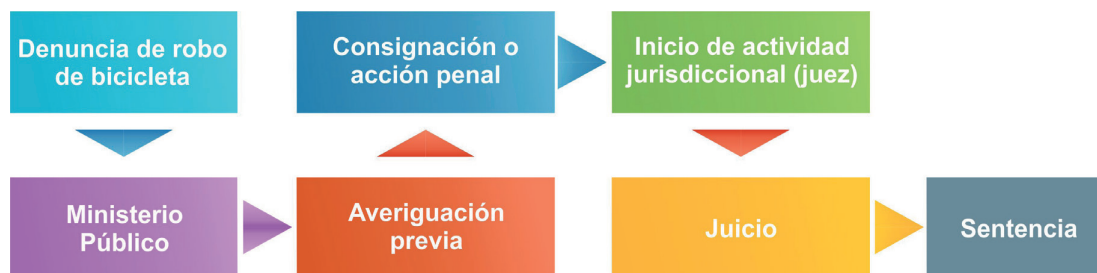 Denuncia de robo
de bicicleta
Ministerio
Público
Averiguación
previa
Consignación o
acción penal
Inicio de actividad
jurisdiccional (juez)
Juicio
Sentencia